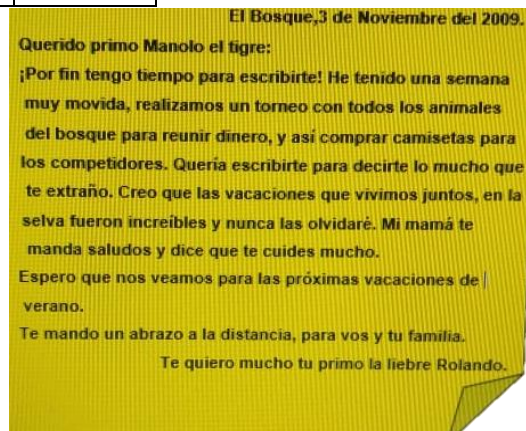 El Bosque,3 de Noviembre del 2009.
Querido primo Manolo el tigre:
¡Por fin tengo tiempo para escribirte! He tenido una semana
muy movida, realizamos un torneo con todos los animales
del bosque para reunir dinero, y así comprar camisetas para
los competidores. Quería escribirte para decirte lo mucho que
te extraño. Creo que las vacaciones que vivimos juntos, en la
selva fueron increíbles y nunca las olvidaré. Mi mamá te
manda saludos y dice que te cuides mucho.
Espero que nos veamos para las próximas vacaciones de
verano.
Te mando un abrazo a la distancia, para vos y tu familia.
Te quiero mucho tu primo la liebre Rolando.